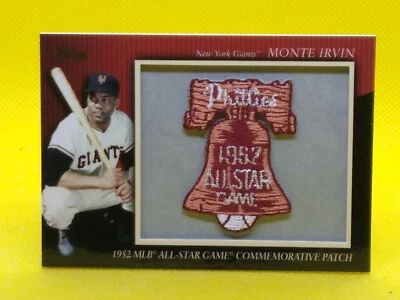 Topps
New York Giants™ MONTE IRVIN
NY
GIANTS
Phillies
1952
ALL STAR
GAME
1952 MLB® ALL-STAR GAME® COMMEMORATIVE PATCH